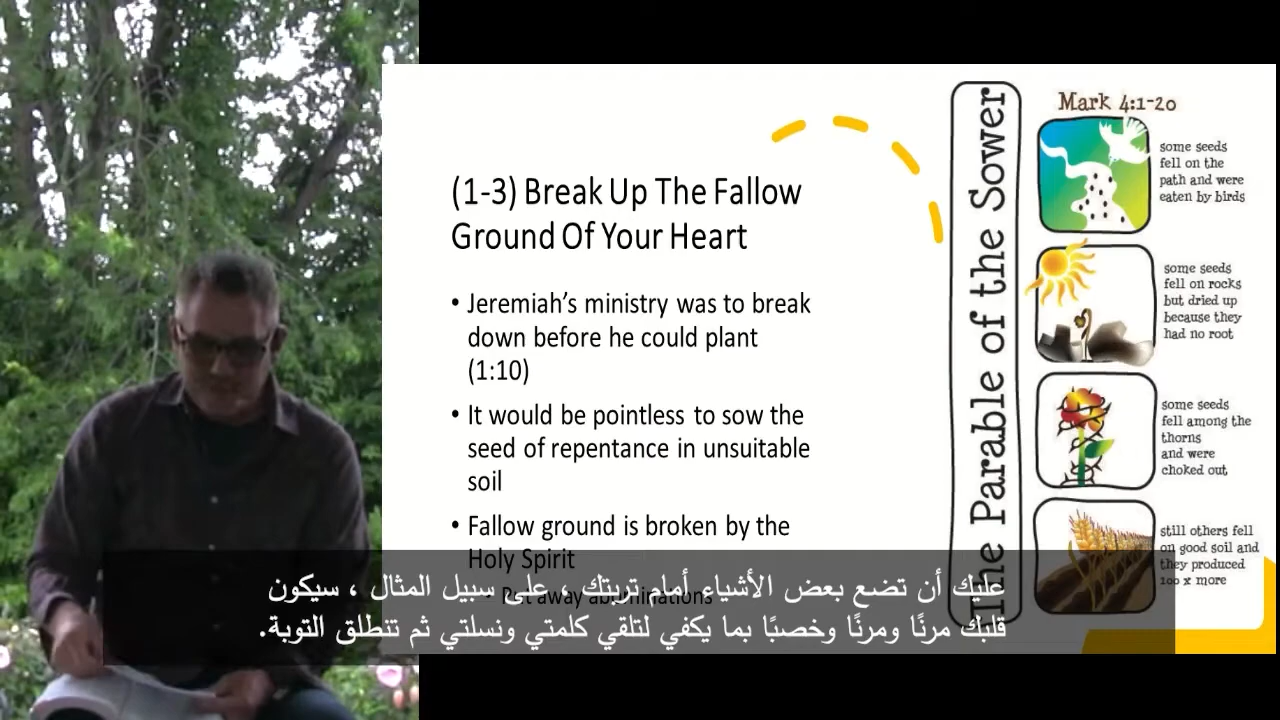 (1-3) Break Up The Fallow
Ground Of Your Heart
• Jeremiah's ministry was to break
down before he could plant
(1:10)
• It would be pointless to sow the
seed of repentance in unsuitable
soil
• Fallow ground is broken by the
Holy Spirit
• Put away abominations
The Parable of the Sower
Mark 4:1-20
some seeds
fell on the
path and were
eaten by birds
some seeds
fell on rocks
but dried up
because they
had no root
some seeds
fell among the
thorns
and were
choked out
still others fell
on good soil and
they produced
100 x more
عليك أن تضع بعض الأشياء أمام تربتك ، على سبيل المثال ، سيكون
قلبك مرنًا ومرنًا وخصبًا بما يكفي لتلقي كلمتي ونسلتي ثم تنطلق التوبة.